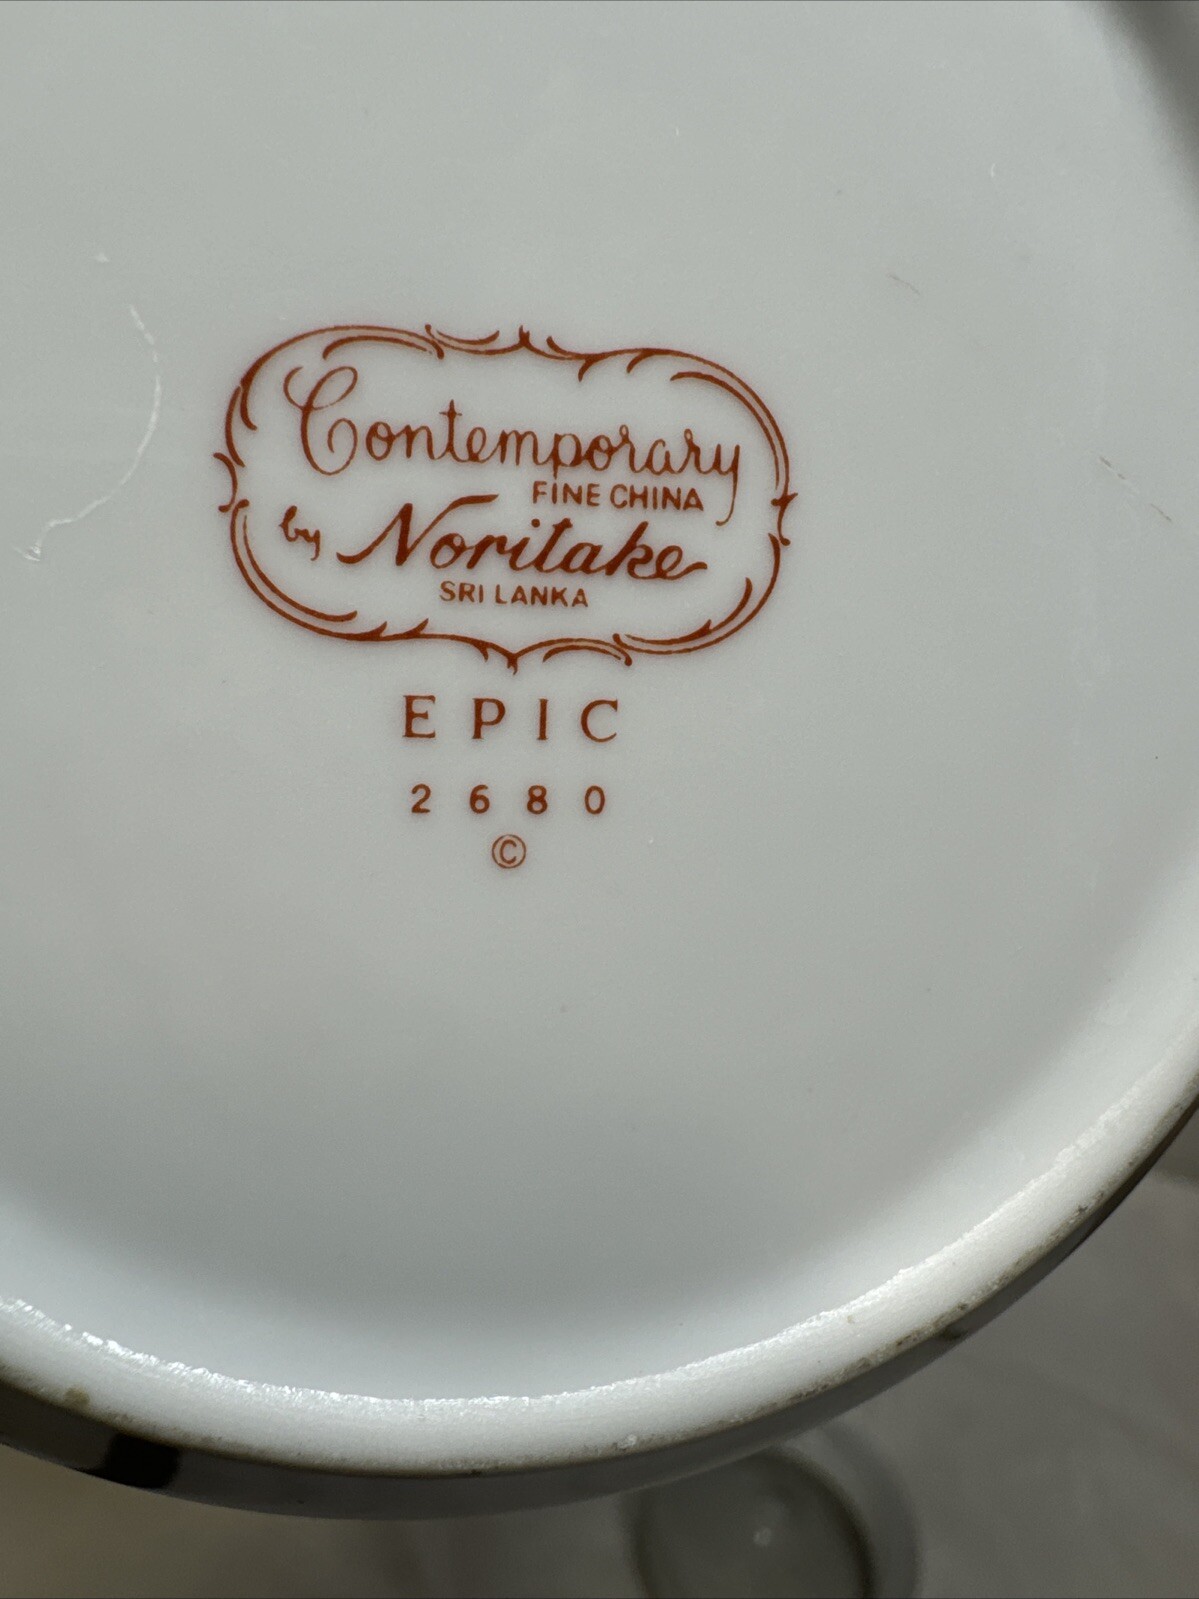 Contemporary
FINE CHINA
by Noritake
SRI LANKA
EPIC
2680
©